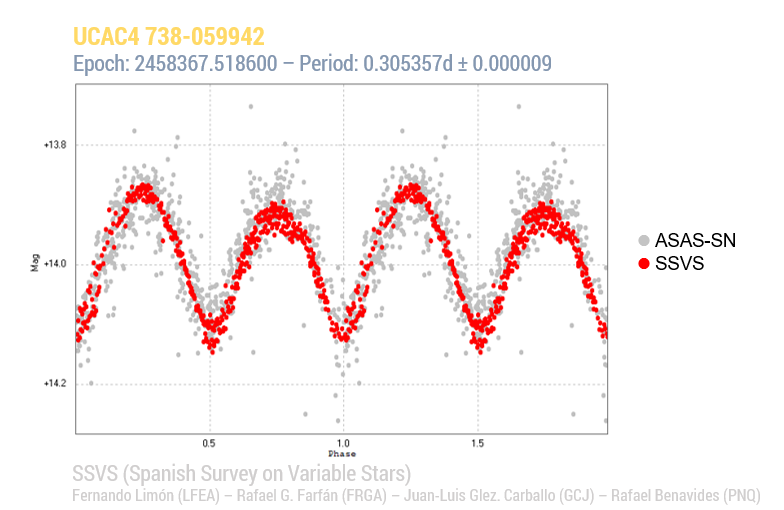 UCAC4 738-059942
Epoch: 2458367.518600 – Period: 0.305357d ± 0.000009
+13.8
+14.0
+14.2
Mag
0.5
1.0
1.5
Phase
ASAS-SN
SSVS
SSVS (Spanish Survey on Variable Stars)
Fernando Limón (LFEA) – Rafael G. Farfán (FRGA) – Juan-Luis Glez. Carballo (GCJ) – Rafael Benavides (PNQ)